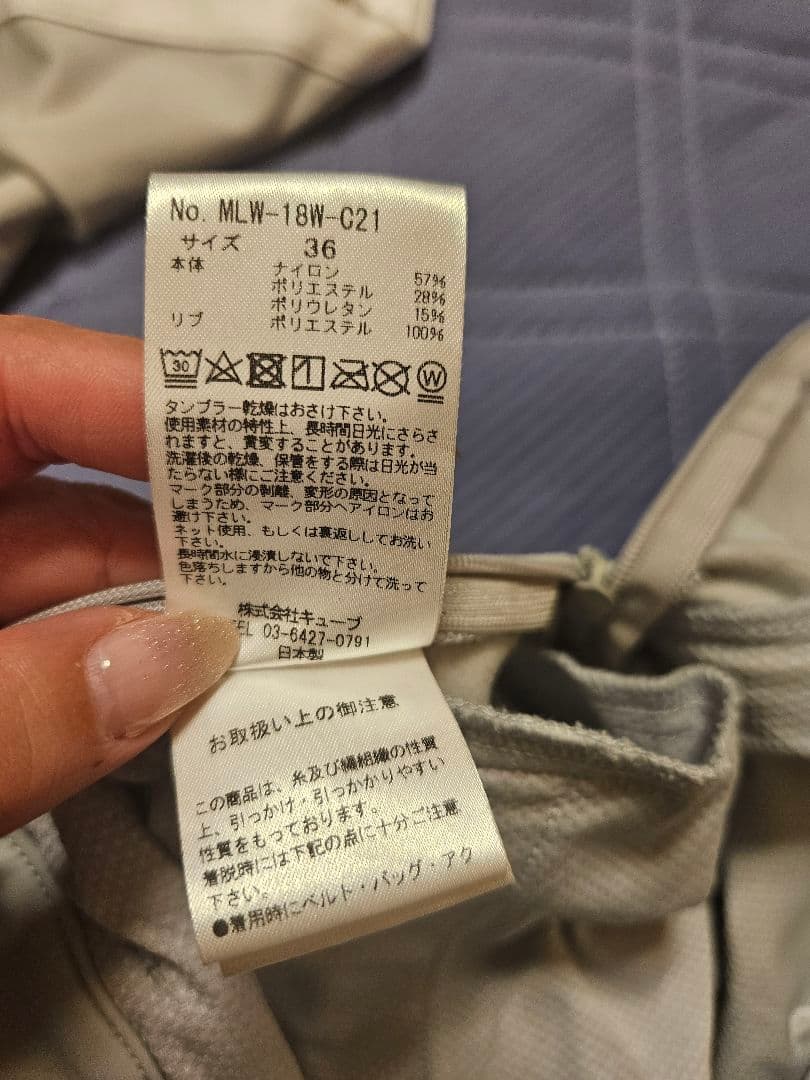 No. MLW-18W-C21
サイズ 36
本体 ナイロン 57%
ポリエステル 28%
ポリウレタン 15%
リブ ポリエステル 100%
30 W
タンブラー乾燥はおさけ下さい。
使用素材の特性上、長時間日光にさらさ
れますと、黄変することがあります。
洗濯後の乾燥、保管をする際は日光が当
たらない様にご注意ください。
マーク部分の剥離、変形の原因となって
しまうため、マーク部分へアイロンはお
避け下さい。
ネット使用、もしくは裏返ししてお洗い
下さい。
長時間水に浸漬しないで下さい。
色落ちしますから他の物と分けて洗って
下さい。
株式会社キューブ
TEL 03-6427-0791
日本製
お取扱い上の御注意
この商品は、糸及び編組織の性質
上、引っかけ・引っかかりやすい
性質をもっております。
着脱時には下記の点に十分ご注意
下さい。
●着用時にベルト・バッグ・アク